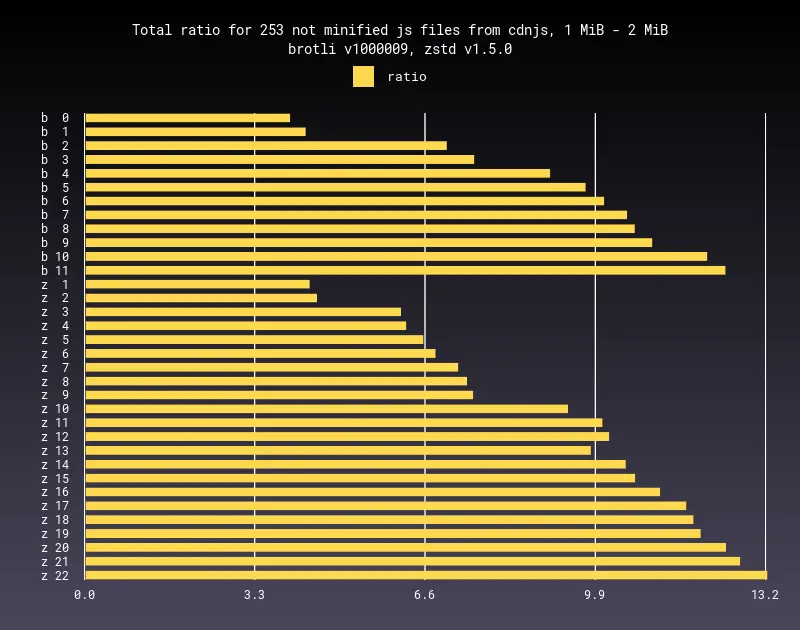 Total ratio for 253 not minified js files from cdnjs, 1 MiB - 2 MiB
brotli v1000009, zstd v1.5.0
ratio
b 0
b 1
b 2
b 3
b 4
b 5
b 6
b 7
b 8
b 9
b 10
b 11
z 1
z 2
z 3
z 4
z 5
z 6
z 7
z 8
z 9
z 10
z 11
z 12
z 13
z 14
z 15
z 16
z 17
z 18
z 19
z 20
z 21
z 22
0.0 3.3 6.6 9.9 13.2